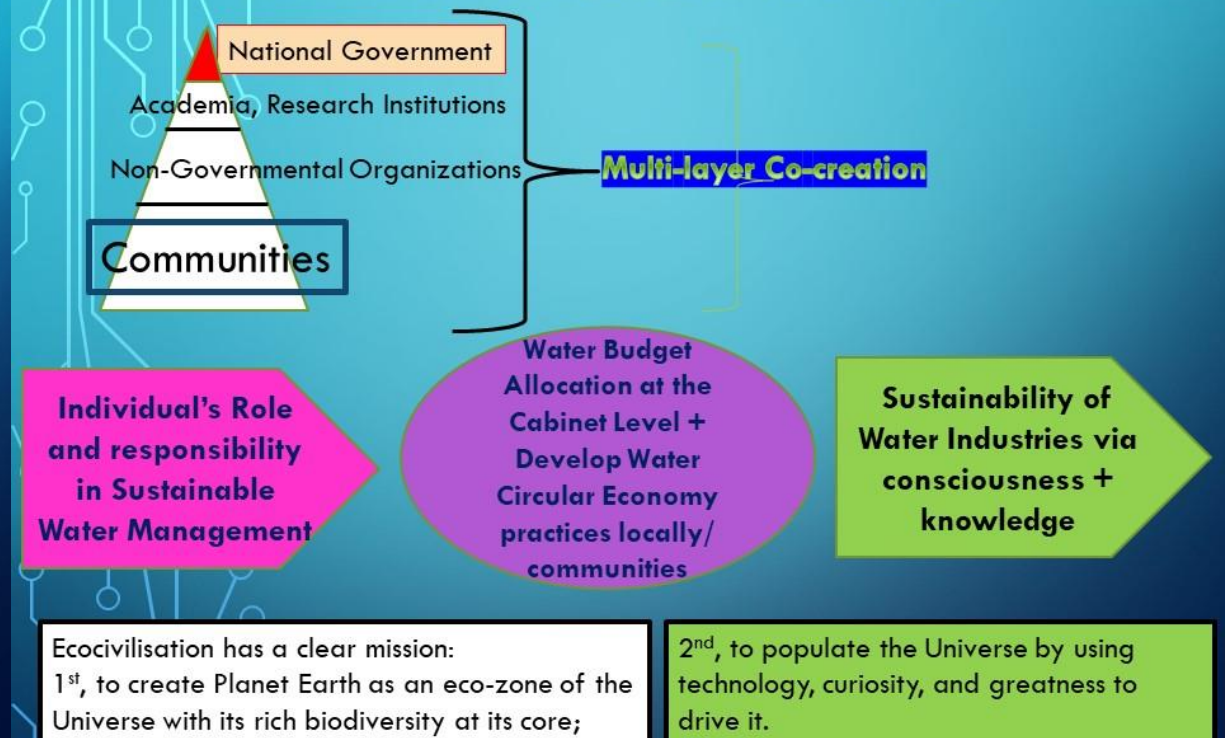 National Government
Academia, Research Institutions
Non-Governmental Organizations
Communities
Multi-layer Co-creation
Individual’s Role
and responsibility
in Sustainable
Water Management
Water Budget
Allocation at the
Cabinet Level +
Develop Water
Circular Economy
practices locally/
communities
Sustainability of
Water Industries via
consciousness +
knowledge
Ecocivilisation has a clear mission:
1st, to create Planet Earth as an eco-zone of the
Universe with its rich biodiversity at its core;
2nd, to populate the Universe by using
technology, curiosity, and greatness to
drive it.